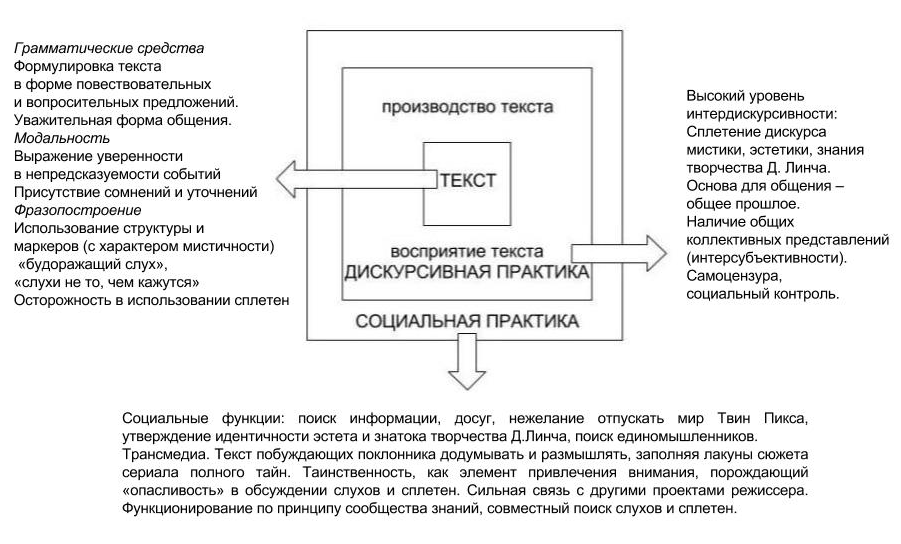 Грамматические средства
Формулировка текста
в форме повествовательных
и вопросительных предложений.
Уважительная форма общения.
Модальность
Выражение уверенности
в непредсказуемости событий
Присутствие сомнений и уточнений
Фразопостроение
Использование структуры и
маркеров (с характером мистичности)
«будоражащий слух»,
«слухи не то, чем кажутся»
Осторожность в использовании сплетен
производство текста
ТЕКСТ
восприятие текста
ДИСКУРСИВНАЯ ПРАКТИКА
СОЦИАЛЬНАЯ ПРАКТИКА
Высокий уровень
интердискурсивности:
Сплетение дискурса
мистики, эстетики, знания
творчества Д. Линча.
Основа для общения –
общее прошлое.
Наличие общих
коллективных представлений
(интерсубъективности).
Самоцензура,
социальный контроль.
Социальные функции: поиск информации, досуг, нежелание отпускать мир Твин Пикса,
утверждение идентичности эстета и знатока творчества Д.Линча, поиск единомышленников.
Трансмедиа. Текст побуждающих поклонника додумывать и размышлять, заполняя лакуны сюжета
сериала полного тайн. Таинственность, как элемент привлечения внимания, порождающий
«опасливость» в обсуждении слухов и сплетен. Сильная связь с другими проектами режиссера.
Функционирование по принципу сообщества знаний, совместный поиск слухов и сплетен.